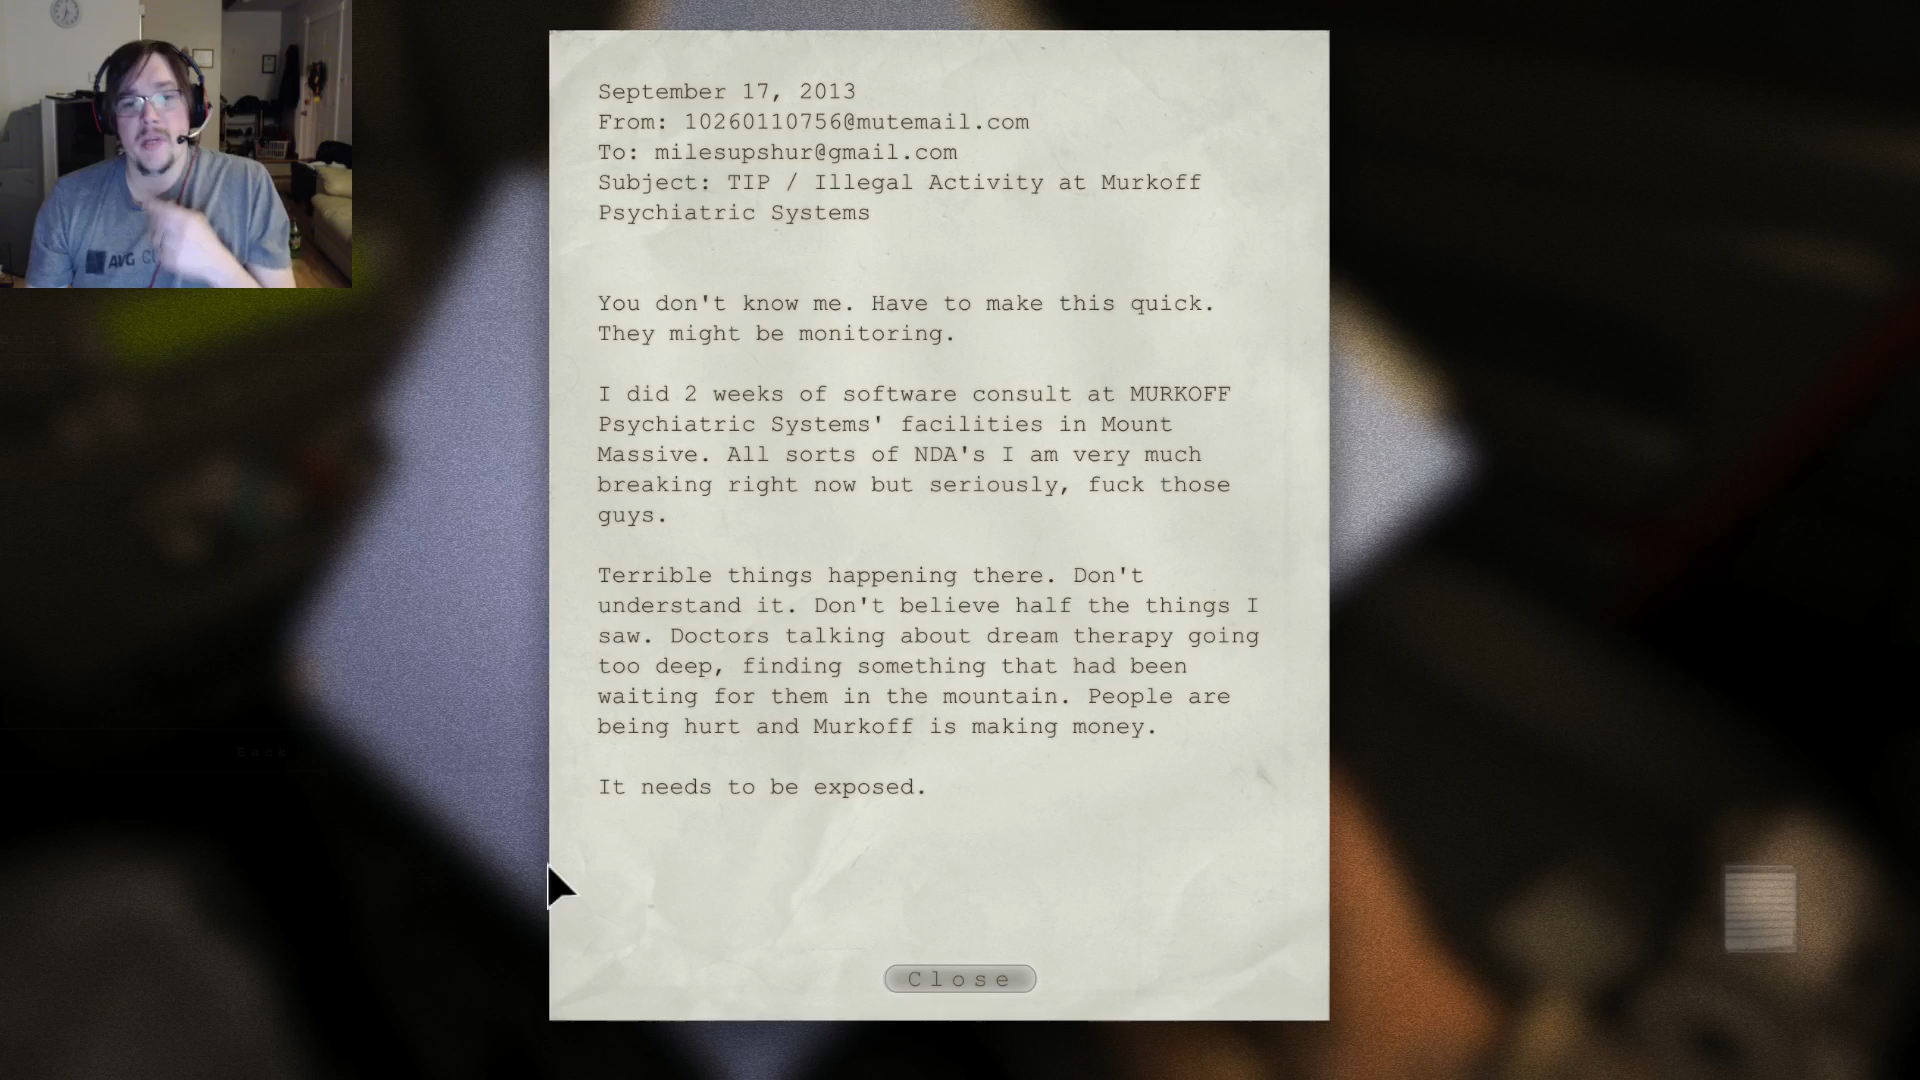 September 17, 2013
From: 10260110756@mutemail.com
To: milesupshur@gmail.com
Subject: TIP / Illegal Activity at Murkoff
Psychiatric Systems
You don't know me. Have to make this quick.
They might be monitoring.
I did 2 weeks of software consult at MURKOFF
Psychiatric Systems' facilities in Mount
Massive. All sorts of NDA's I am very much
breaking right now but seriously, fuck those
guys.
Terrible things happening there. Don't
understand it. Don't believe half the things I
saw. Doctors talking about dream therapy going
too deep, finding something that had been
waiting for them in the mountain. People are
being hurt and Murkoff is making money.
It needs to be exposed.
Close
Back
AVG